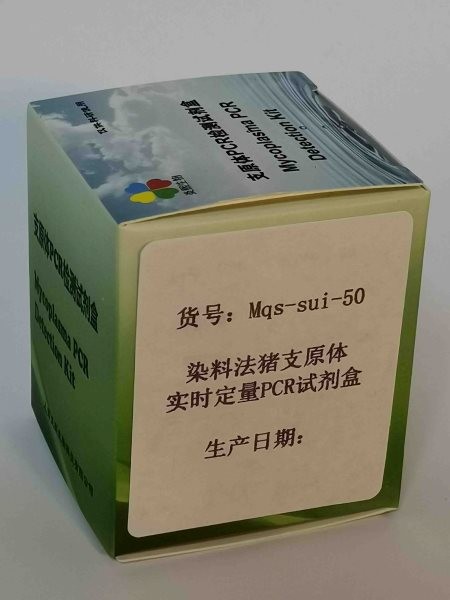 支原体PCR检测试剂盒
Mycoplasma PCR
Detection Kit
支原体PCR检测试剂盒
Mycoplasma PCR
Detection Kit
货号：Mqs-sui-50
染料法猪支原体
实时定量PCR试剂盒
生产日期：